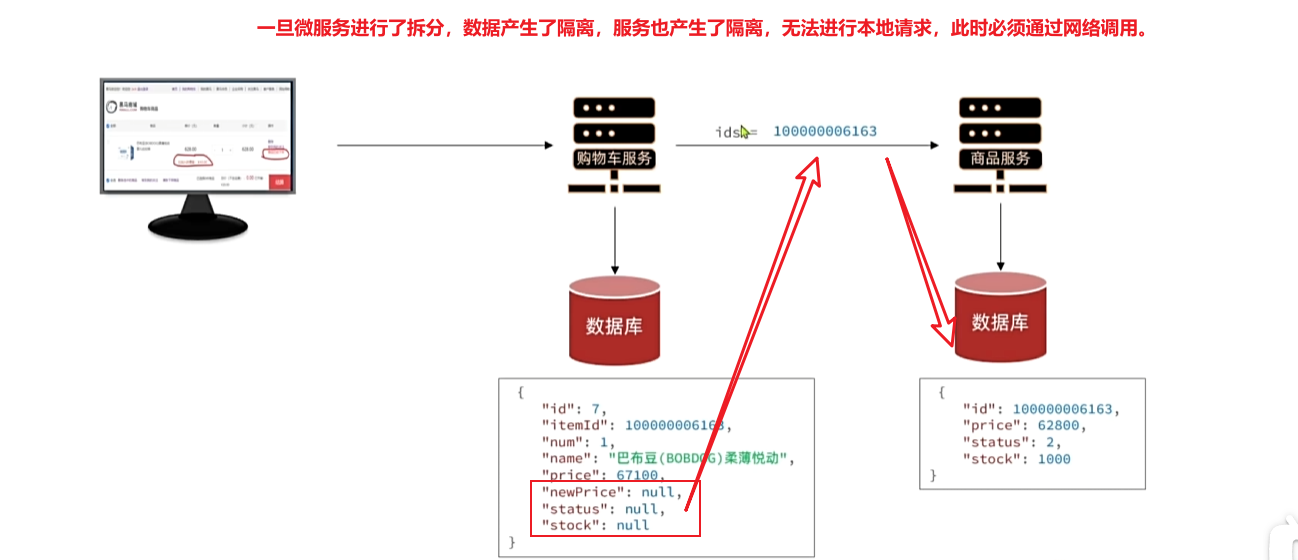 一旦微服务进行了拆分，数据产生了隔离，服务也产生了隔离，无法进行本地请求，此时必须通过网络调用。
ids = 100000006163
购物车服务
商品服务
数据库
数据库
{
"id": 7,
"itemId": 100000006163,
"num": 1,
"name": "巴布豆(BOBDOG)柔薄悦动",
"price": 67100,
"newPrice": null,
"status": null,
"stock": null
}
{
"id": 100000006163,
"price": 62800,
"status": 2,
"stock": 1000
}